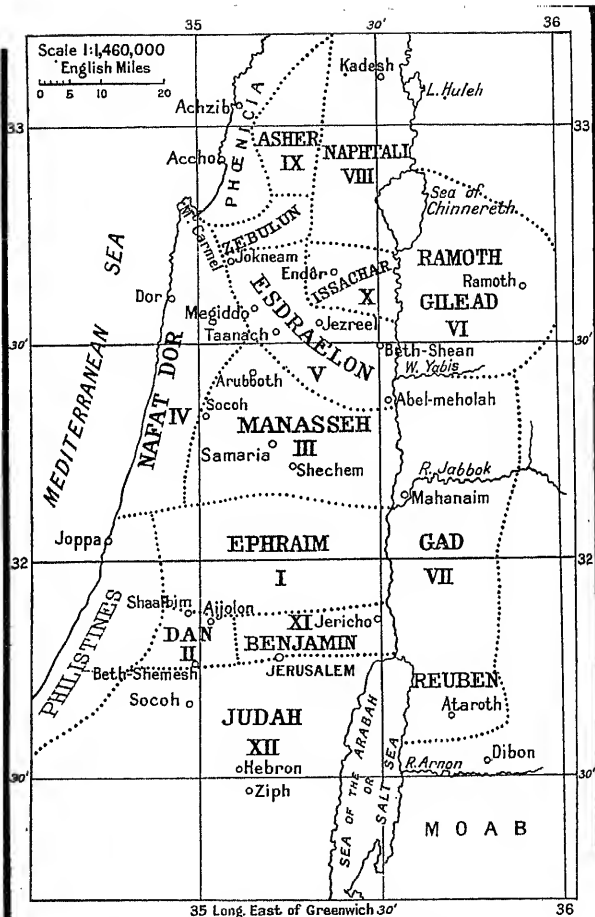 35
30'
36
Scale 1:1,460,000
English Miles
0 5 10 20
Kadesh
L. Huleh
Achzib
33
33
PHŒNICIA
ASHER
IX
NAPHTALI
VIII
Accho
Sea of
Chinnereth
Mt. Carmel
ZEBULUN
Jokneam
Endôr
ISSACHAR
X
RAMOTH
Ramoth
GILEAD
VI
MEDITERRANEAN SEA
Dor
Megiddo
Taanach
Jezreel
ESDRAELON
V
30'
30'
Beth-Shean
W. Yabis
NAFAT DOR
IV
Arubboth
Socoh
Abel-meholah
MANASSEH
III
Samaria
Shechem
R. Jabbok
Mahanaim
Joppa
EPHRAIM
I
GAD
VII
32
32
PHILISTINES
Shaalbim
Aijolon
XI
Jericho
DAN
II
BENJAMIN
JERUSALEM
Beth-Shemesh
Socoh
REUBEN
Ataroth
JUDAH
XII
Hebron
Ziph
SEA OF THE ARABAH
OR
SALT SEA
Dibon
R. Arnon
30'
30'
MOAB
35 Long. East of Greenwich 30' 36